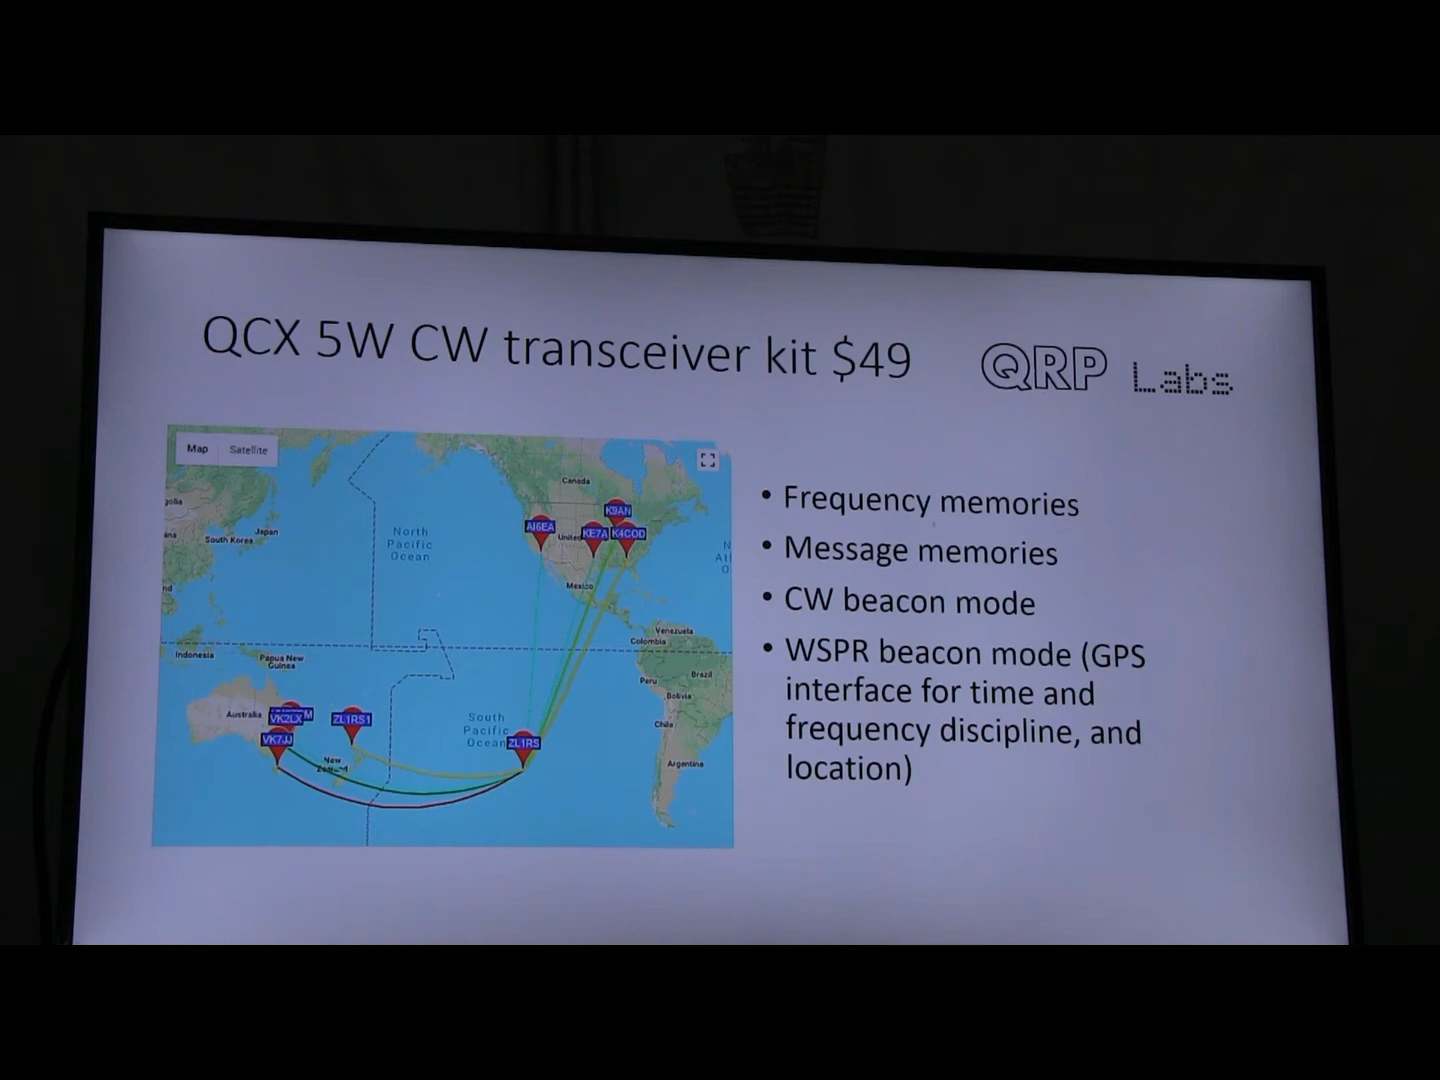 QCX 5W CW transceiver kit $49
QRP Labs
Map
Satellite
Canada
Japan
South Korea
North
Pacific
Ocean
K9AN
AI6EA
KE7A
K4COD
United
Mexico
Venezuela
Colombia
Indonesia
Papua New
Guinea
Peru
Brazil
Bolivia
Australia
VK2LX
ZL1RS1
South
Pacific
Ocean
ZL1RS
VK7JJ
New
Zealand
Chile
Argentina
• Frequency memories
• Message memories
• CW beacon mode
• WSPR beacon mode (GPS
interface for time and
frequency discipline, and
location)